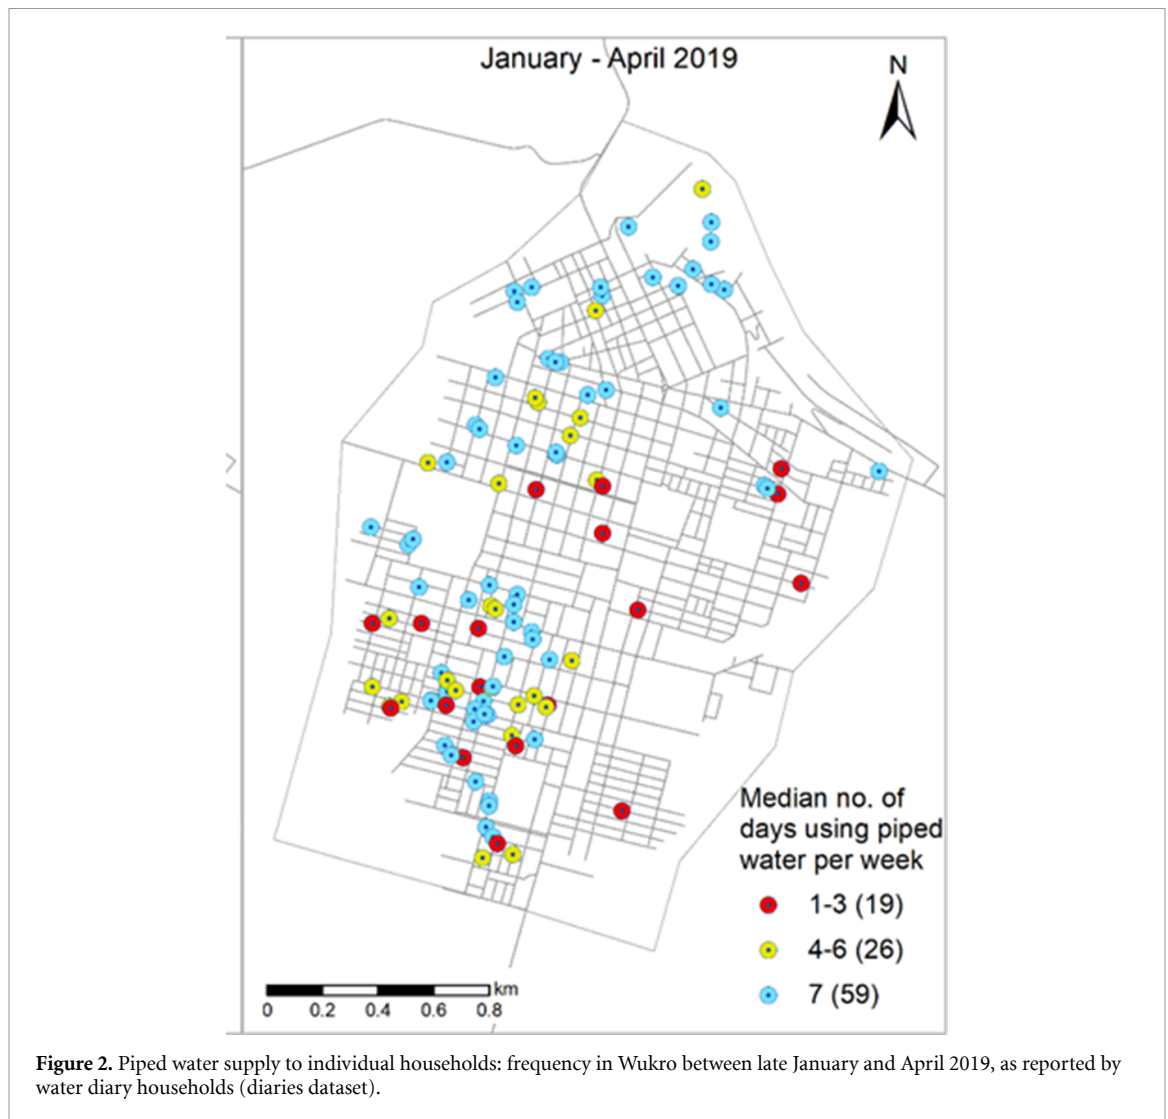 January - April 2019
N
Median no. of
days using piped
water per week
1-3 (19)
4-6 (26)
7 (59)
km
0 0.2 0.4 0.6 0.8
Figure 2. Piped water supply to individual households: frequency in Wukro between late January and April 2019, as reported by
water diary households (diaries dataset).